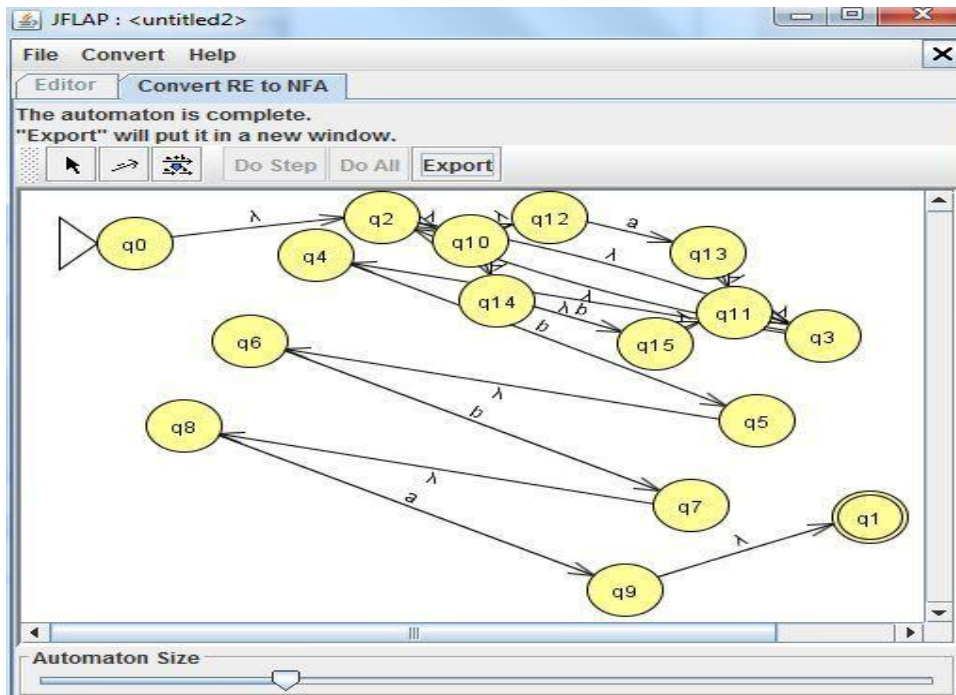 JFLAP : <untitled2>
File Convert Help
Editor Convert RE to NFA
The automaton is complete.
"Export" will put it in a new window.
Do Step Do All Export
q0 λ q2 λ q10 λ q12 a q13
q4 λ λ
q14 λ b λ q11 λ
q6 b q15 q3
λ q5
q8 b
λ q7
a λ q1
q9
Automaton Size